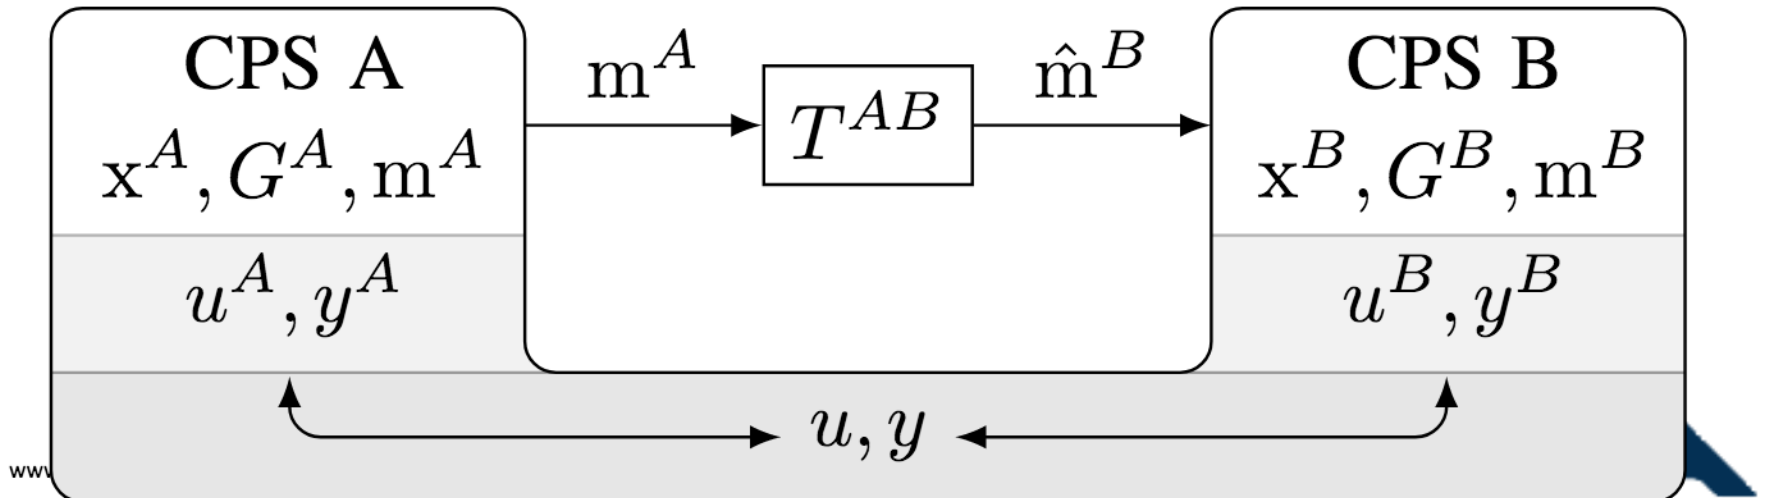 CPS A
x^A, G^A, m^A
u^A, y^A
m^A
T^{AB}
m̂^B
CPS B
x^B, G^B, m^B
u^B, y^B
u, y